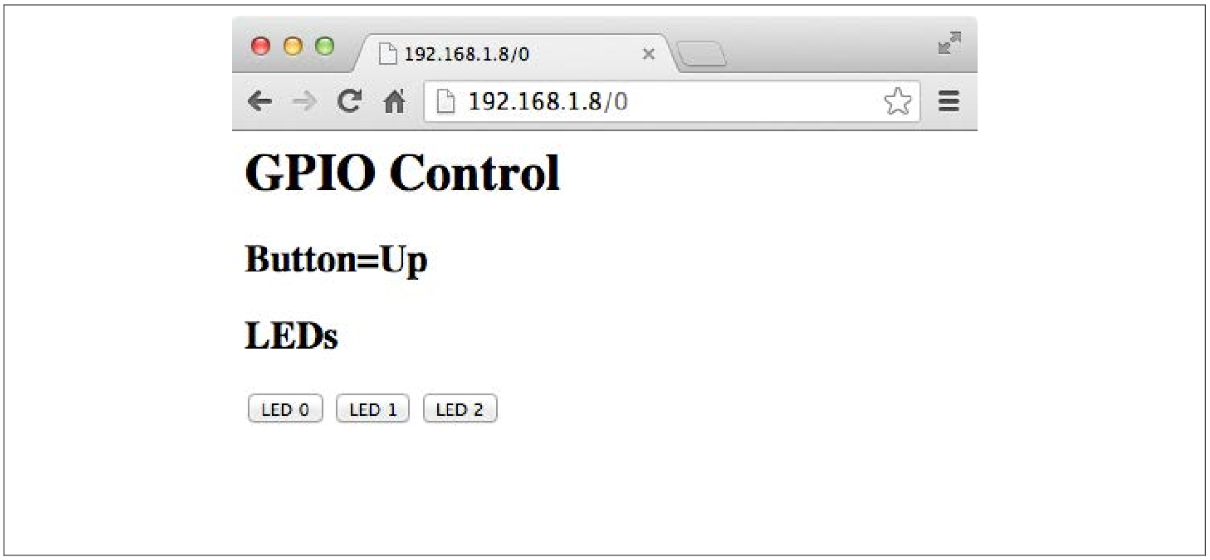 192.168.1.8/0
192.168.1.8/0
GPIO Control
Button=Up
LEDs
LED 0 LED 1 LED 2